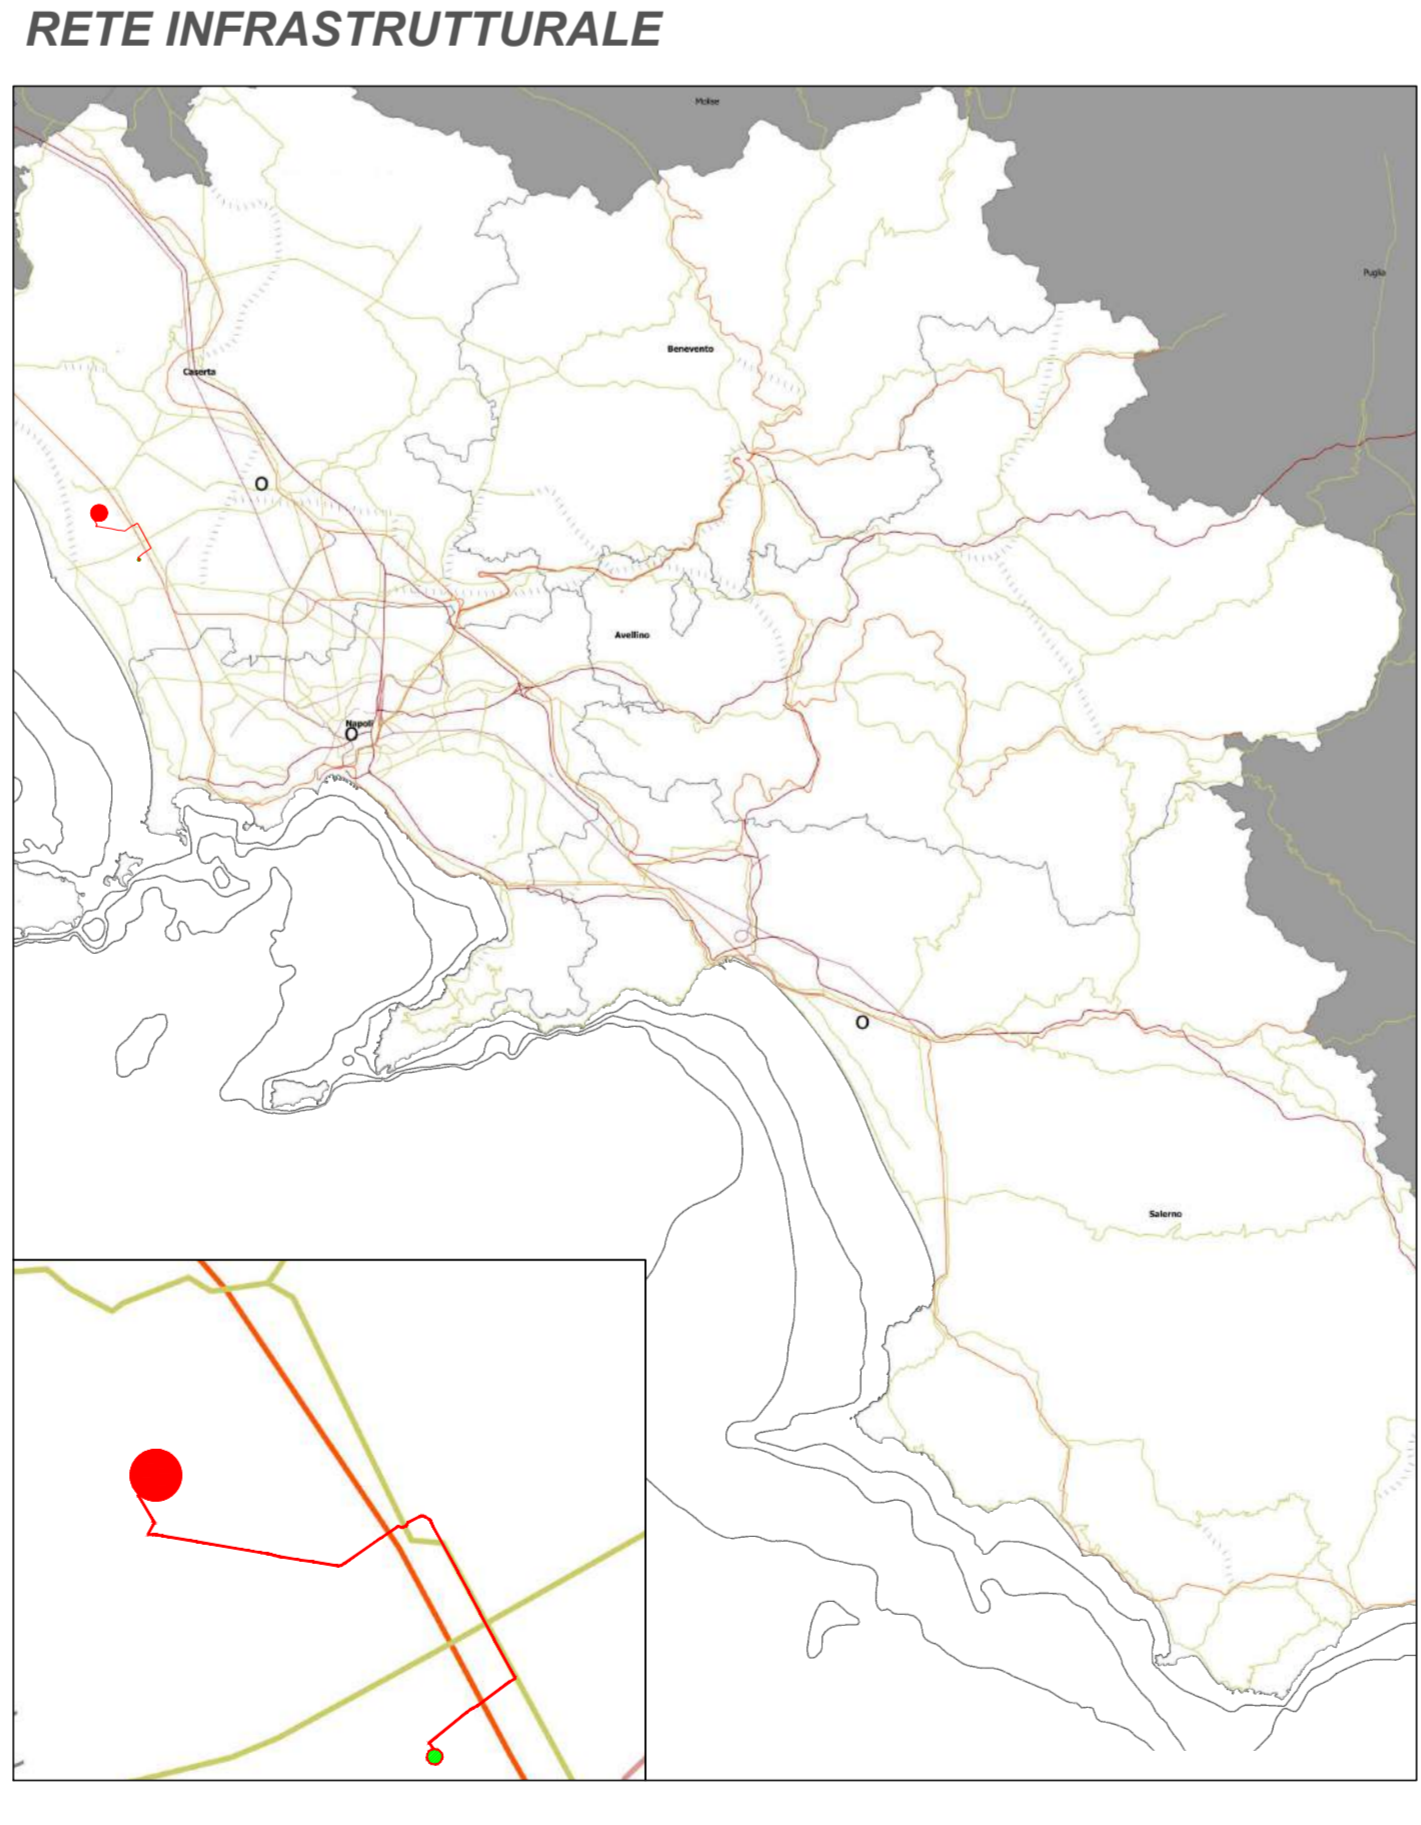 RETE INFRASTRUTTURALE
Molise
Puglia
Benevento
Caserta
Avellino
Napoli
Salerno